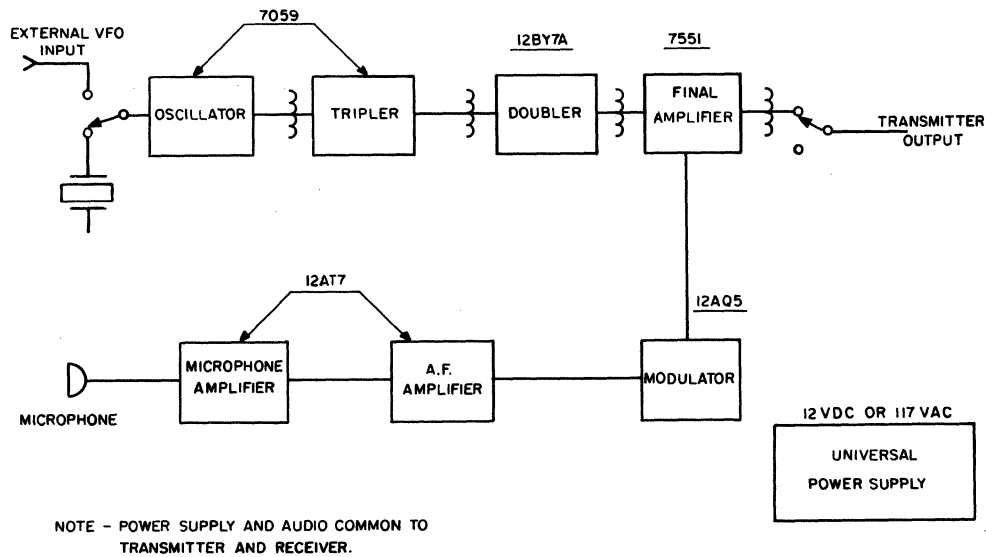 7059
EXTERNAL VFO
INPUT
12BY7A
7551
OSCILLATOR
TRIPLER
DOUBLER
FINAL
AMPLIFIER
TRANSMITTER
OUTPUT
12AT7
12AQ5
MICROPHONE
AMPLIFIER
A.F.
AMPLIFIER
MODULATOR
MICROPHONE
12 VDC OR 117 VAC
UNIVERSAL
POWER SUPPLY
NOTE - POWER SUPPLY AND AUDIO COMMON TO
TRANSMITTER AND RECEIVER.